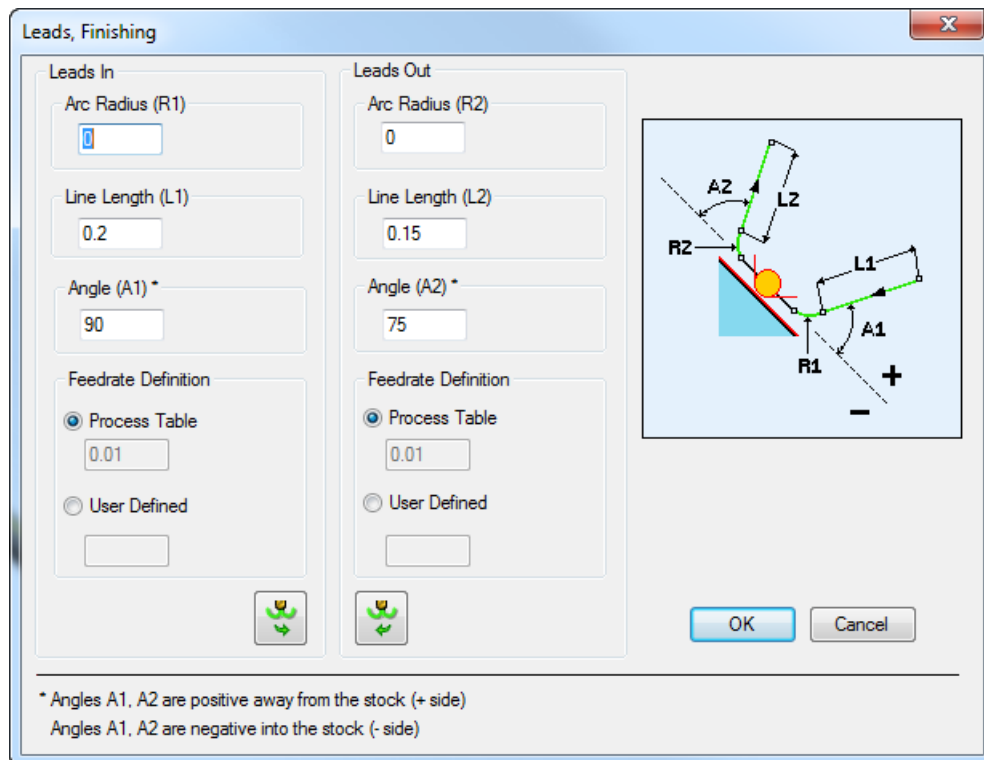 Leads, Finishing
Leads In
Arc Radius (R1)
0
Line Length (L1)
0.2
Angle (A1) *
90
Feedrate Definition
Process Table
0.01
User Defined
Leads Out
Arc Radius (R2)
0
Line Length (L2)
0.15
Angle (A2) *
75
Feedrate Definition
Process Table
0.01
User Defined
A2
L2
R2
L1
A1
R1
+
−
OK
Cancel
* Angles A1, A2 are positive away from the stock (+ side)
Angles A1, A2 are negative into the stock (- side)